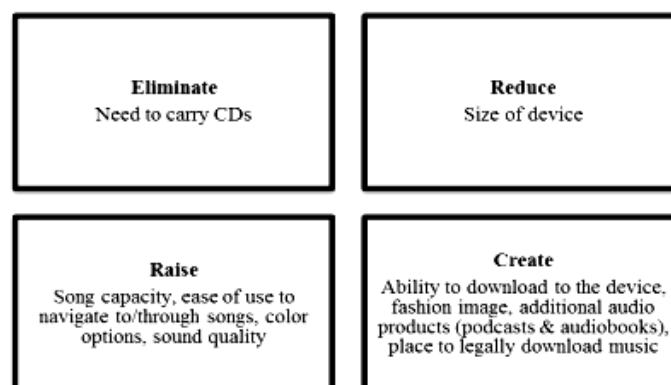 Eliminate
Need to carry CDs
Reduce
Size of device
Raise
Song capacity, ease of use to
navigate to/through songs, color
options, sound quality
Create
Ability to download to the device,
fashion image, additional audio
products (podcasts & audiobooks),
place to legally download music